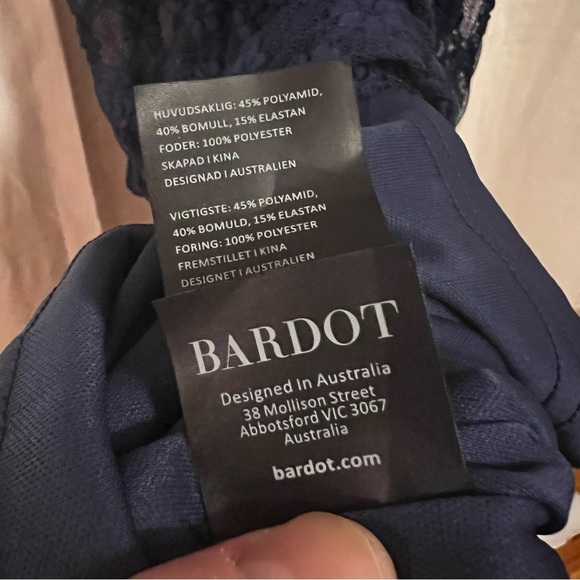 HUVUDSAKLIG: 45% POLYAMID,
40% BOMULL, 15% ELASTAN
FODER: 100% POLYESTER
SKAPAD I KINA
DESIGNAD I AUSTRALIEN
VIGTIGSTE: 45% POLYAMID,
40% BOMULD, 15% ELASTAN
FORING: 100% POLYESTER
FREMSTILLET I KINA
DESIGNET I AUSTRALIEN
BARDOT
Designed In Australia
38 Mollison Street
Abbotsford VIC 3067
Australia
bardot.com